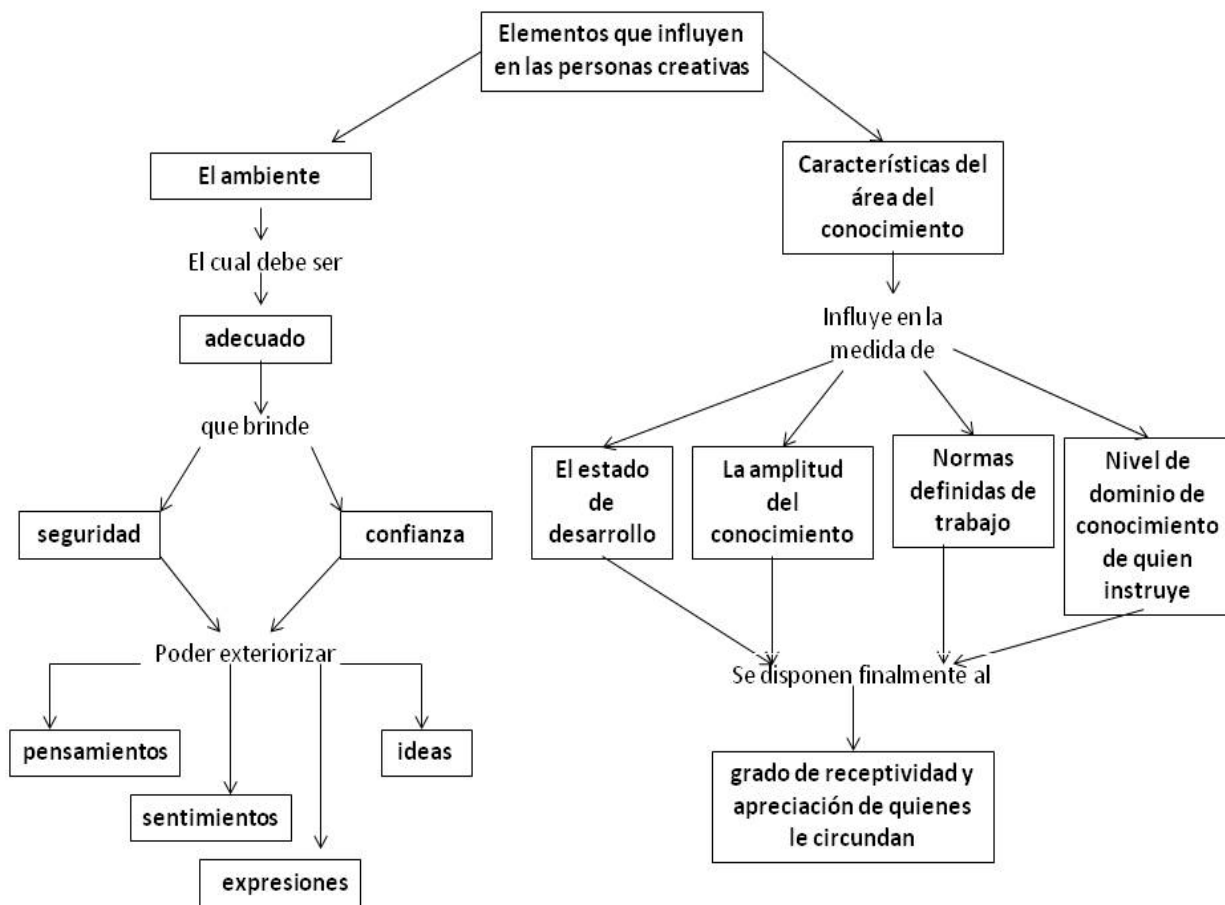 Elementos que influyen
en las personas creativas
El ambiente
El cual debe ser
adecuado
que brinde
seguridad
confianza
Poder exteriorizar
pensamientos
sentimientos
expresiones
ideas
Características del
área del
conocimiento
Influye en la
medida de
El estado
de
desarrollo
La amplitud
del
conocimiento
Normas
definidas de
trabajo
Nivel de
dominio de
conocimiento
de quien
instruye
Se disponen finalmente al
grado de receptividad y
apreciación de quienes
le circundan